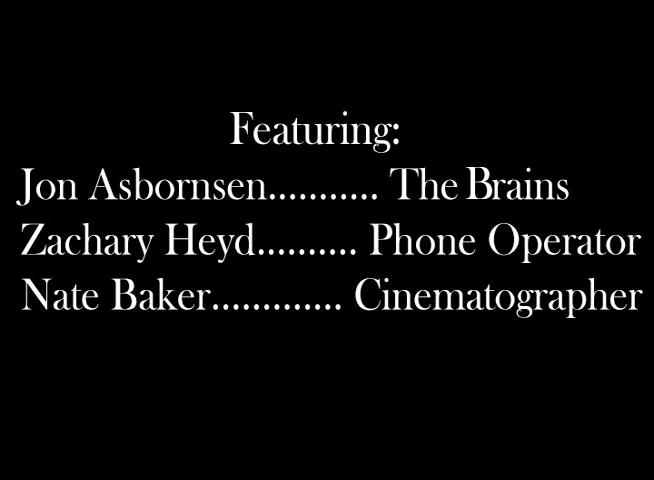 Featuring:
Jon Asbornsen........... The Brains
Zachary Heyd.......... Phone Operator
Nate Baker............. Cinematographer